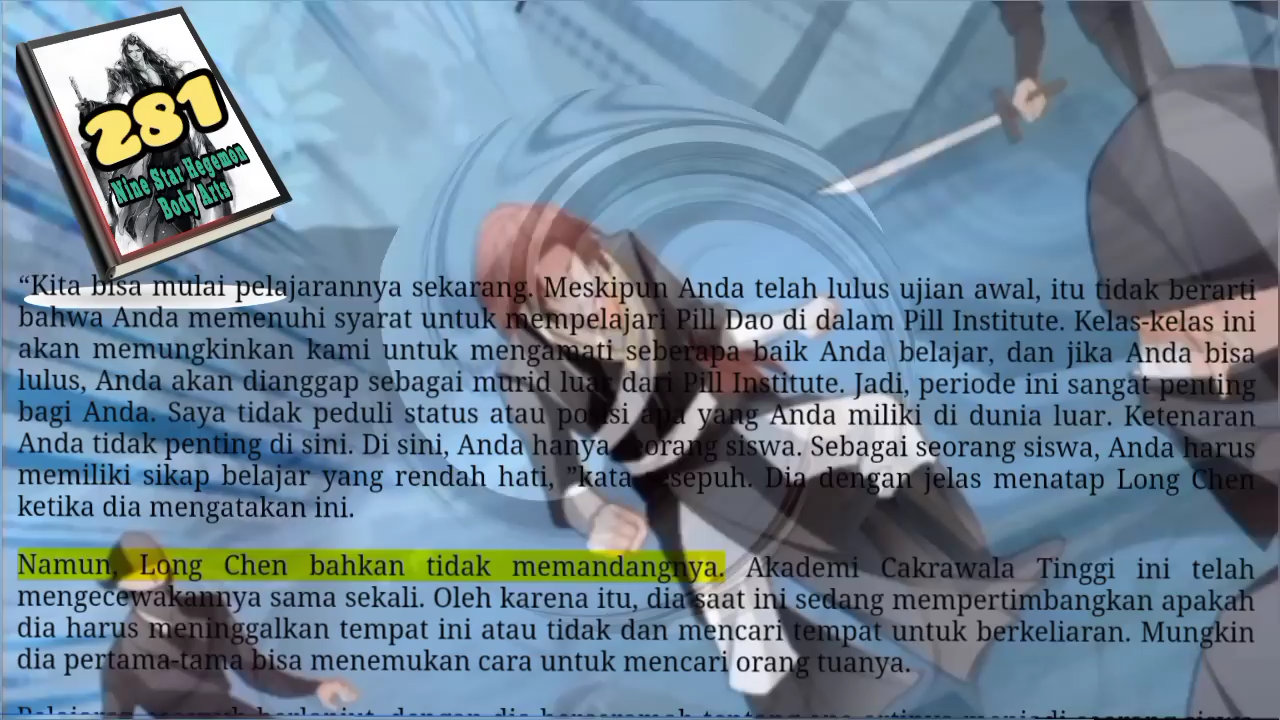 281
Nine Star Hegemon
Body Arts
“Kita bisa mulai pelajarannya sekarang. Meskipun Anda telah lulus ujian awal, itu tidak berarti
bahwa Anda memenuhi syarat untuk mempelajari Pill Dao di dalam Pill Institute. Kelas-kelas ini
akan memungkinkan kami untuk mengamati seberapa baik Anda belajar, dan jika Anda bisa
lulus, Anda akan dianggap sebagai murid luar dari Pill Institute. Jadi, periode ini sangat penting
bagi Anda. Saya tidak peduli status atau posisi apa yang Anda miliki di dunia luar. Ketenaran
Anda tidak penting di sini. Di sini, Anda hanya seorang siswa. Sebagai seorang siswa, Anda harus
memiliki sikap belajar yang rendah hati, ”kata sesepuh. Dia dengan jelas menatap Long Chen
ketika dia mengatakan ini.
Namun, Long Chen bahkan tidak memandangnya. Akademi Cakrawala Tinggi ini telah
mengecewakannya sama sekali. Oleh karena itu, dia saat ini sedang mempertimbangkan apakah
dia harus meninggalkan tempat ini atau tidak dan mencari tempat untuk berkeliaran. Mungkin
dia pertama-tama bisa menemukan cara untuk mencari orang tuanya.